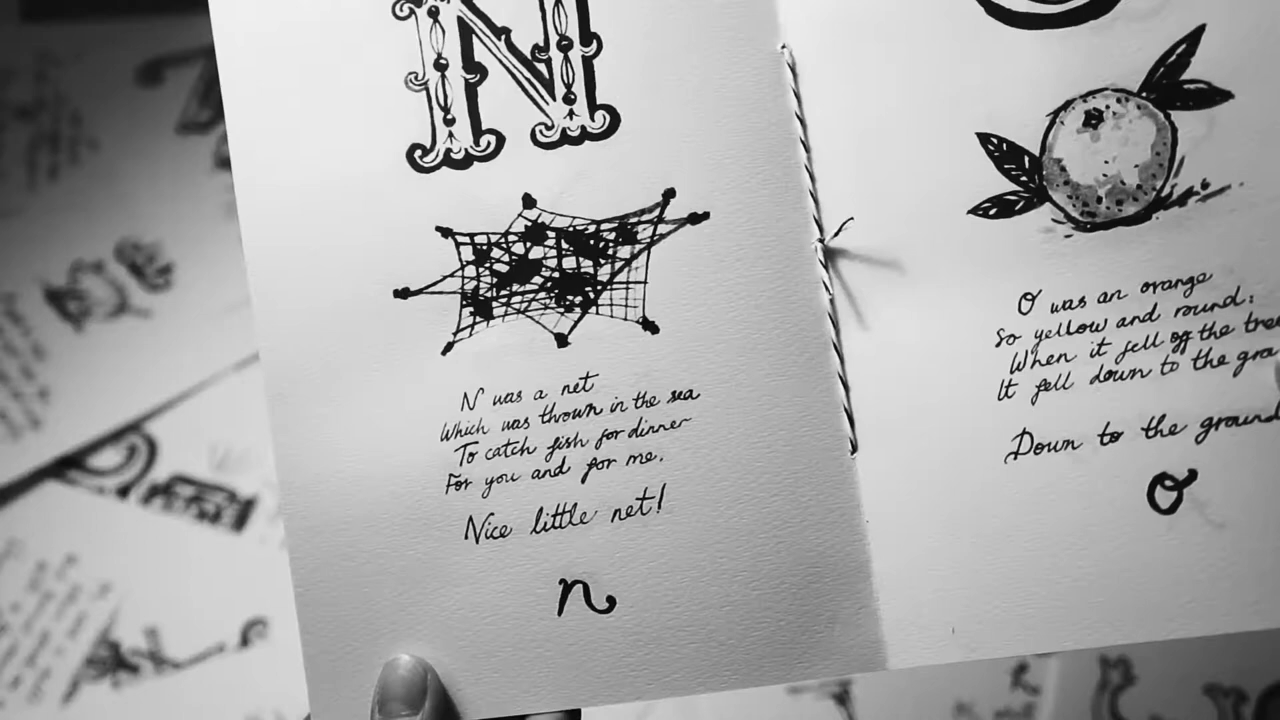 N
N was a net
Which was thrown in the sea
To catch fish for dinner
For you and for me.
Nice little net!
n
O was an orange
So yellow and round:
When it fell off the tree
It fell down to the
Down to the ground
o